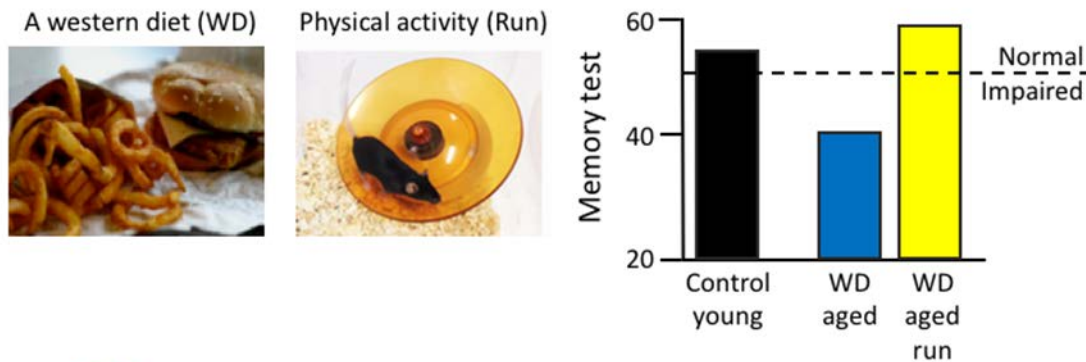 A western diet (WD)
Physical activity (Run)
60
40
20
Memory test
Normal
Impaired
Control
young
WD
aged
WD
aged
run